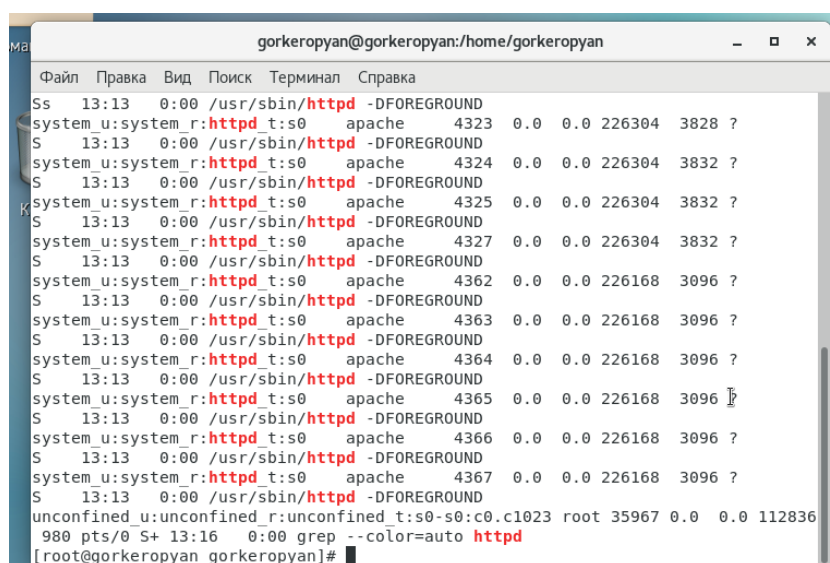 gorkeropyan@gorkeropyan:/home/gorkeropyan
Файл Правка Вид Поиск Терминал Справка
Ss   13:13   0:00 /usr/sbin/httpd -DFOREGROUND
system_u:system_r:httpd_t:s0    apache     4323  0.0  0.0 226304  3828 ?
S    13:13   0:00 /usr/sbin/httpd -DFOREGROUND
system_u:system_r:httpd_t:s0    apache     4324  0.0  0.0 226304  3832 ?
S    13:13   0:00 /usr/sbin/httpd -DFOREGROUND
system_u:system_r:httpd_t:s0    apache     4325  0.0  0.0 226304  3832 ?
S    13:13   0:00 /usr/sbin/httpd -DFOREGROUND
system_u:system_r:httpd_t:s0    apache     4327  0.0  0.0 226304  3832 ?
S    13:13   0:00 /usr/sbin/httpd -DFOREGROUND
system_u:system_r:httpd_t:s0    apache     4362  0.0  0.0 226168  3096 ?
S    13:13   0:00 /usr/sbin/httpd -DFOREGROUND
system_u:system_r:httpd_t:s0    apache     4363  0.0  0.0 226168  3096 ?
S    13:13   0:00 /usr/sbin/httpd -DFOREGROUND
system_u:system_r:httpd_t:s0    apache     4364  0.0  0.0 226168  3096 ?
S    13:13   0:00 /usr/sbin/httpd -DFOREGROUND
system_u:system_r:httpd_t:s0    apache     4365  0.0  0.0 226168  3096 ?
S    13:13   0:00 /usr/sbin/httpd -DFOREGROUND
system_u:system_r:httpd_t:s0    apache     4366  0.0  0.0 226168  3096 ?
S    13:13   0:00 /usr/sbin/httpd -DFOREGROUND
system_u:system_r:httpd_t:s0    apache     4367  0.0  0.0 226168  3096 ?
S    13:13   0:00 /usr/sbin/httpd -DFOREGROUND
unconfined_u:unconfined_r:unconfined_t:s0-s0:c0.c1023 root 35967 0.0  0.0 112836
 980 pts/0 S+ 13:16   0:00 grep --color=auto httpd
[root@gorkeropyan gorkeropyan]#